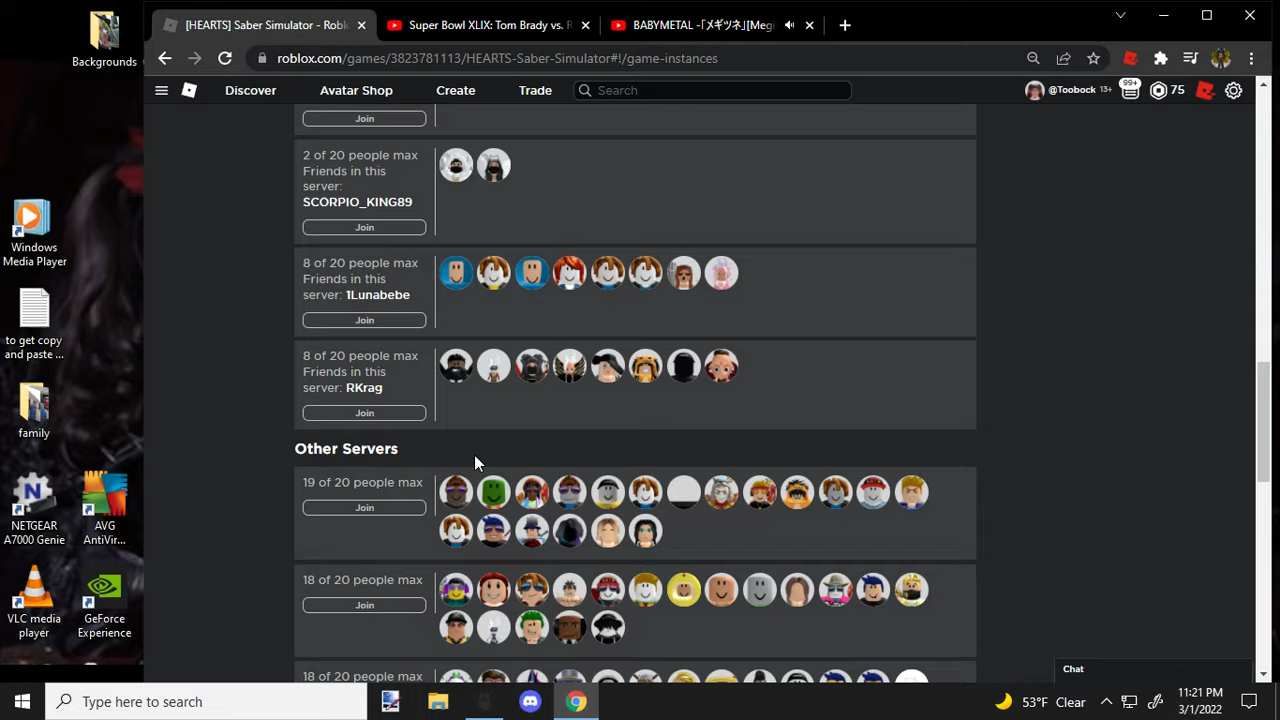 Backgrounds
Windows
Media Player
to get copy
and paste ...
family
NETGEAR
A7000 Genie
AVG
AntiVir...
VLC media
player
GeForce
Experience
[HEARTS] Saber Simulator - Robl
Super Bowl XLIX: Tom Brady vs. R
BABYMETAL -「メギツネ」[Megi
roblox.com/games/3823781113/HEARTS-Saber-Simulator#!/game-instances
Discover
Avatar Shop
Create
Trade
Search
@Toobock 13+
99+
75
Join
2 of 20 people max
Friends in this
server:
SCORPIO_KING89
Join
8 of 20 people max
Friends in this
server: 1Lunabebe
Join
8 of 20 people max
Friends in this
server: RKrag
Join
Other Servers
19 of 20 people max
Join
18 of 20 people max
Join
18 of 20 people max
Chat
Type here to search
53°F Clear
11:21 PM
3/1/2022